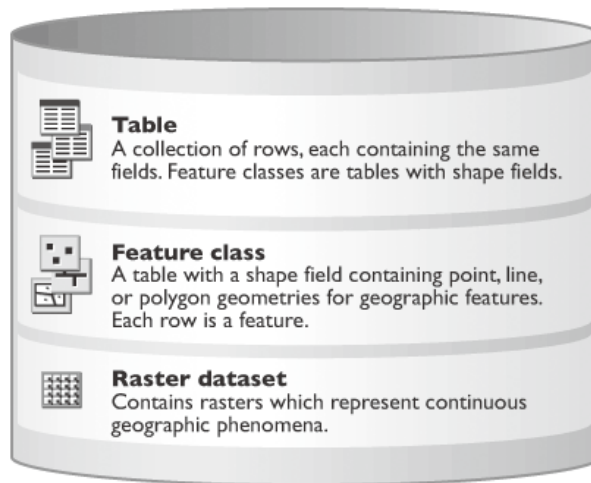 Table
A collection of rows, each containing the same
fields. Feature classes are tables with shape fields.
Feature class
A table with a shape field containing point, line,
or polygon geometries for geographic features.
Each row is a feature.
Raster dataset
Contains rasters which represent continuous
geographic phenomena.